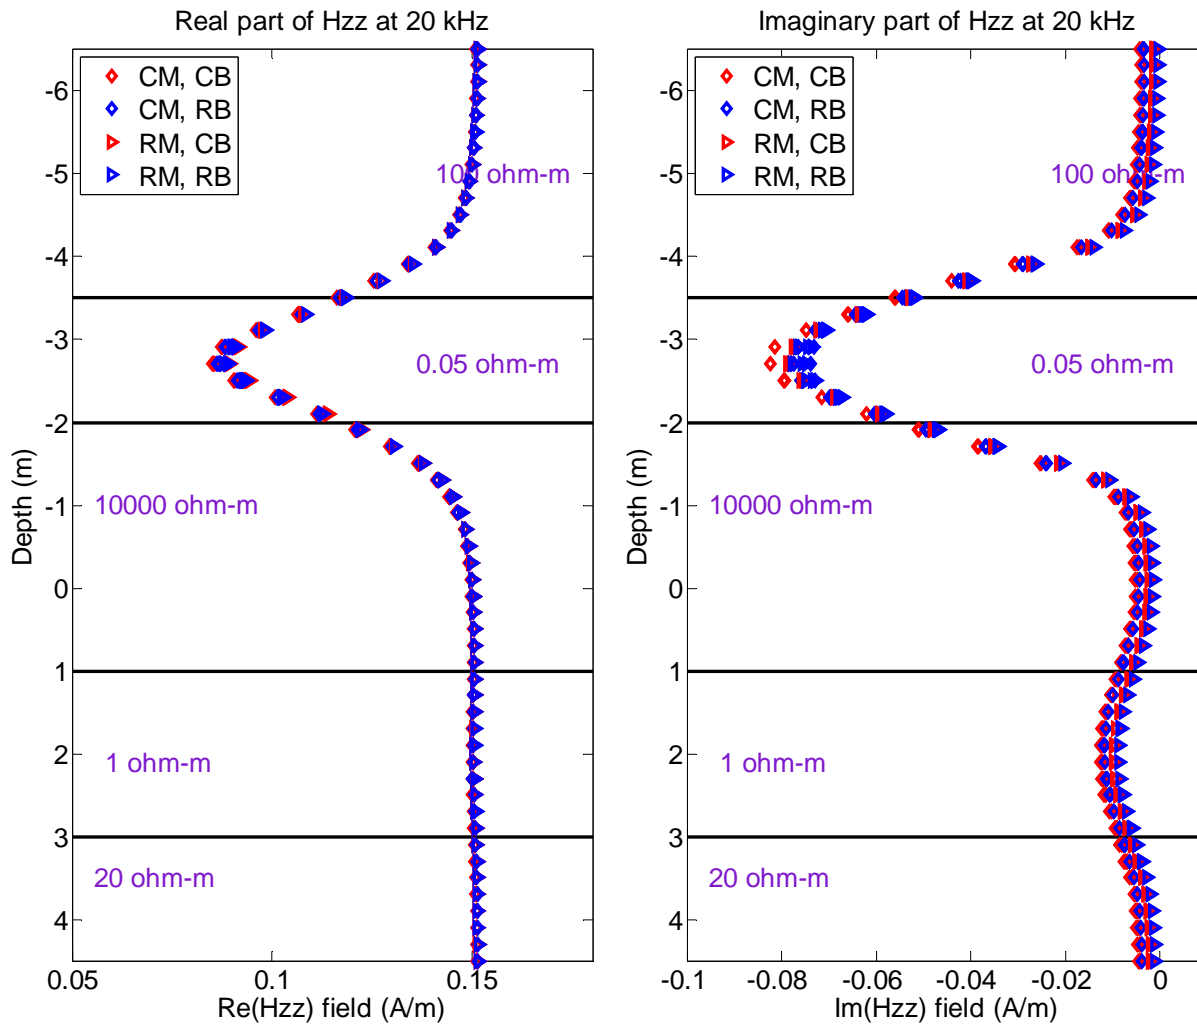 Real part of Hzz at 20 kHz
CM, CB
CM, RB
RM, CB
RM, RB
100 ohm-m
0.05 ohm-m
10000 ohm-m
1 ohm-m
20 ohm-m
-6
-5
-4
-3
-2
-1
0
1
2
3
4
Depth (m)
0.05
0.1
0.15
Re(Hzz) field (A/m)
Imaginary part of Hzz at 20 kHz
CM, CB
CM, RB
RM, CB
RM, RB
100 ohm-m
0.05 ohm-m
10000 ohm-m
1 ohm-m
20 ohm-m
-6
-5
-4
-3
-2
-1
0
1
2
3
4
Depth (m)
-0.1
-0.08
-0.06
-0.04
-0.02
0
Im(Hzz) field (A/m)